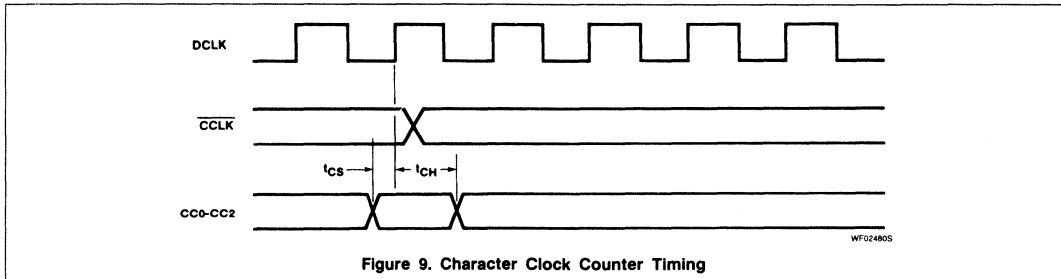 DCLK
CCLK
tCS
tCH
CC0-CC2
WF02480S
Figure 9. Character Clock Counter Timing